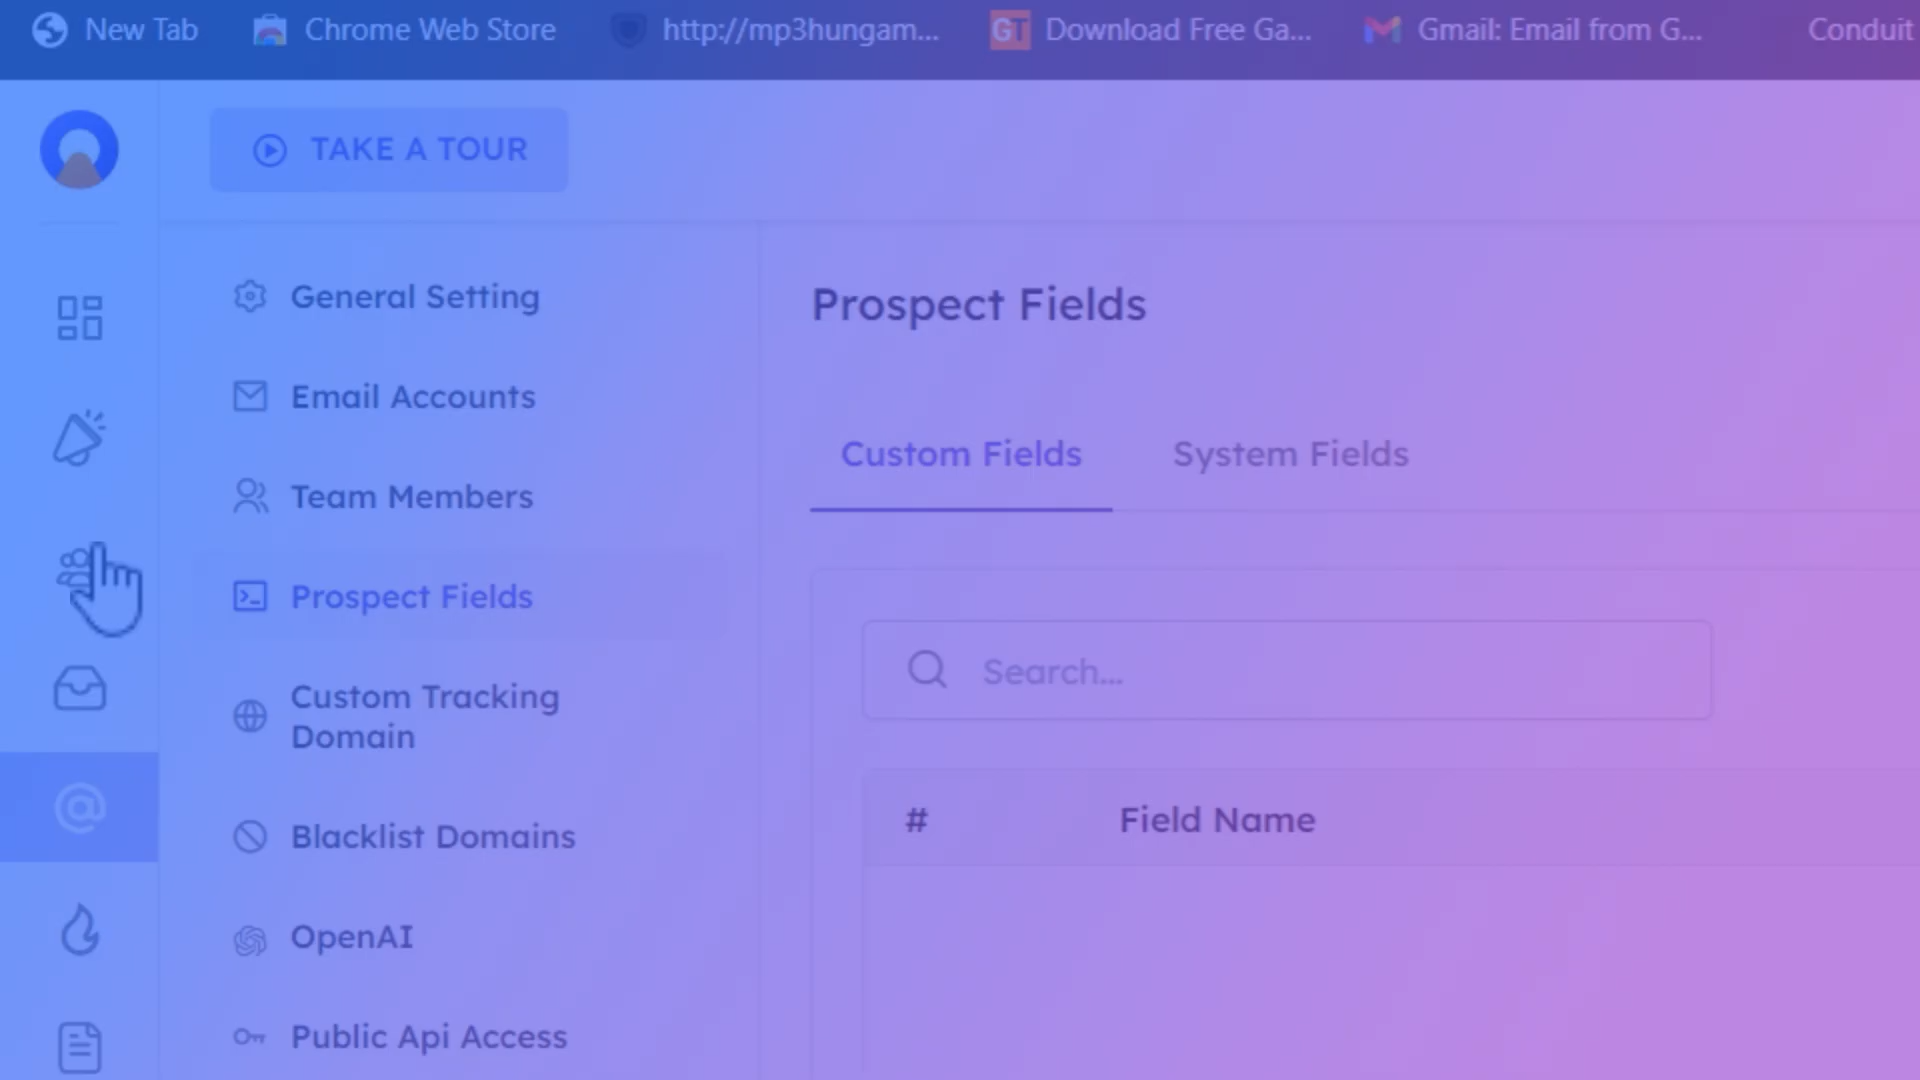 New Tab
Chrome Web Store
http://mp3hungam...
Download Free Ga...
Gmail: Email from G...
Conduit
TAKE A TOUR
General Setting
Email Accounts
Team Members
Prospect Fields
Custom Tracking
Domain
Blacklist Domains
OpenAI
Public Api Access
Prospect Fields
Custom Fields
System Fields
Search...
# Field Name